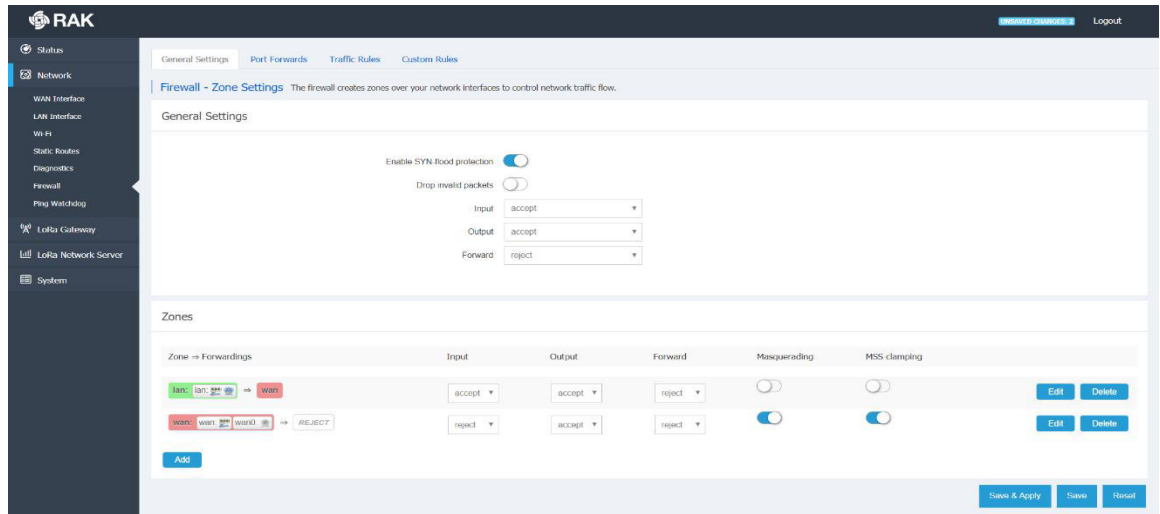 RAK
UNSAVED CHANGES: 2 Logout
Status
Network
WAN Interface
LAN Interface
Wi-Fi
Static Routes
Diagnostics
Firewall
Ping Watchdog
LoRa Gateway
LoRa Network Server
System
General Settings Port Forwards Traffic Rules Custom Rules
Firewall - Zone Settings The firewall creates zones over your network interfaces to control network traffic flow.
General Settings
Enable SYN-flood protection
Drop invalid packets
Input accept
Output accept
Forward reject
Zones
Zone ⇒ Forwardings Input Output Forward Masquerading MSS clamping
lan: lan: ⇒ wan accept accept reject Edit Delete
wan: wan: wan0 ⇒ REJECT reject accept reject Edit Delete
Add
Save & Apply Save Reset